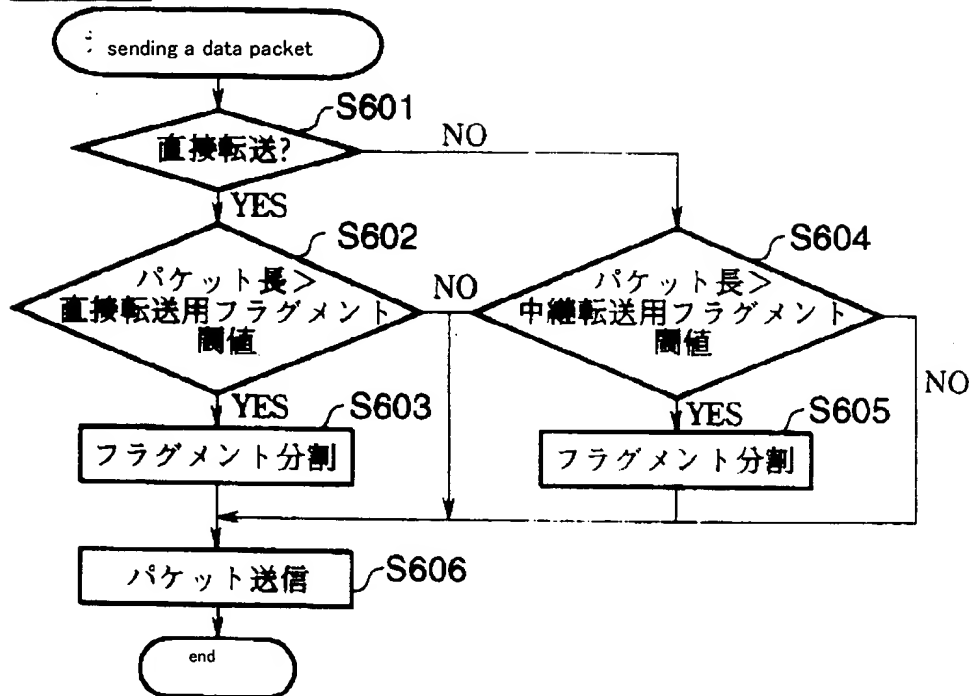 sending a data packet
S601
直接転送?
NO
YES
S602
パケット長>
直接転送用フラグメント
閾値
NO
S604
パケット長>
中継転送用フラグメント
閾値
NO
YES
S603
フラグメント分割
YES
S605
フラグメント分割
パケット送信
S606
end